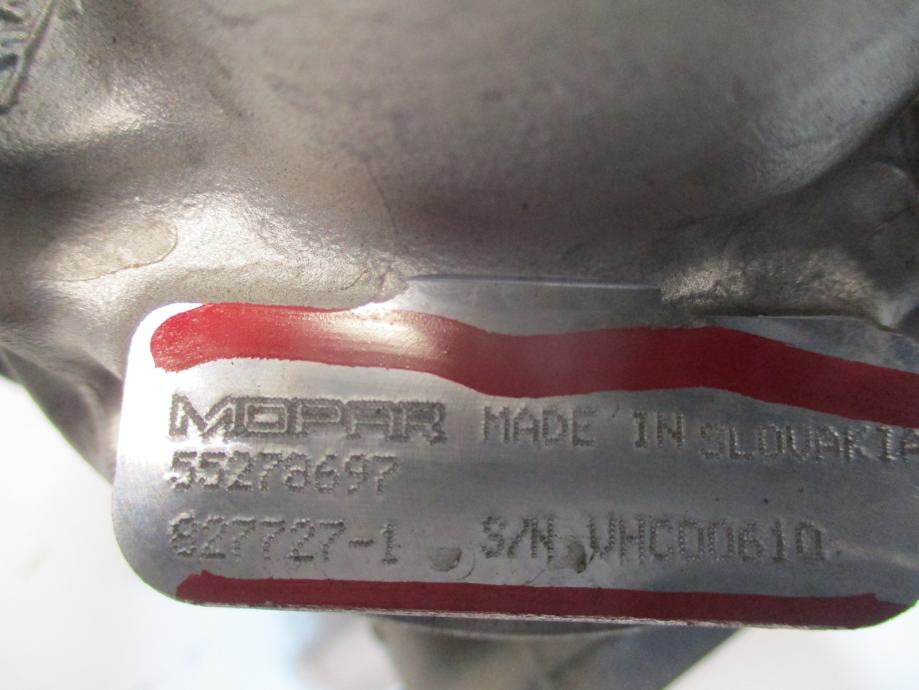 MOPAR MADE IN SLOVAKIA
55278697
827727-1 S/N VHC00610